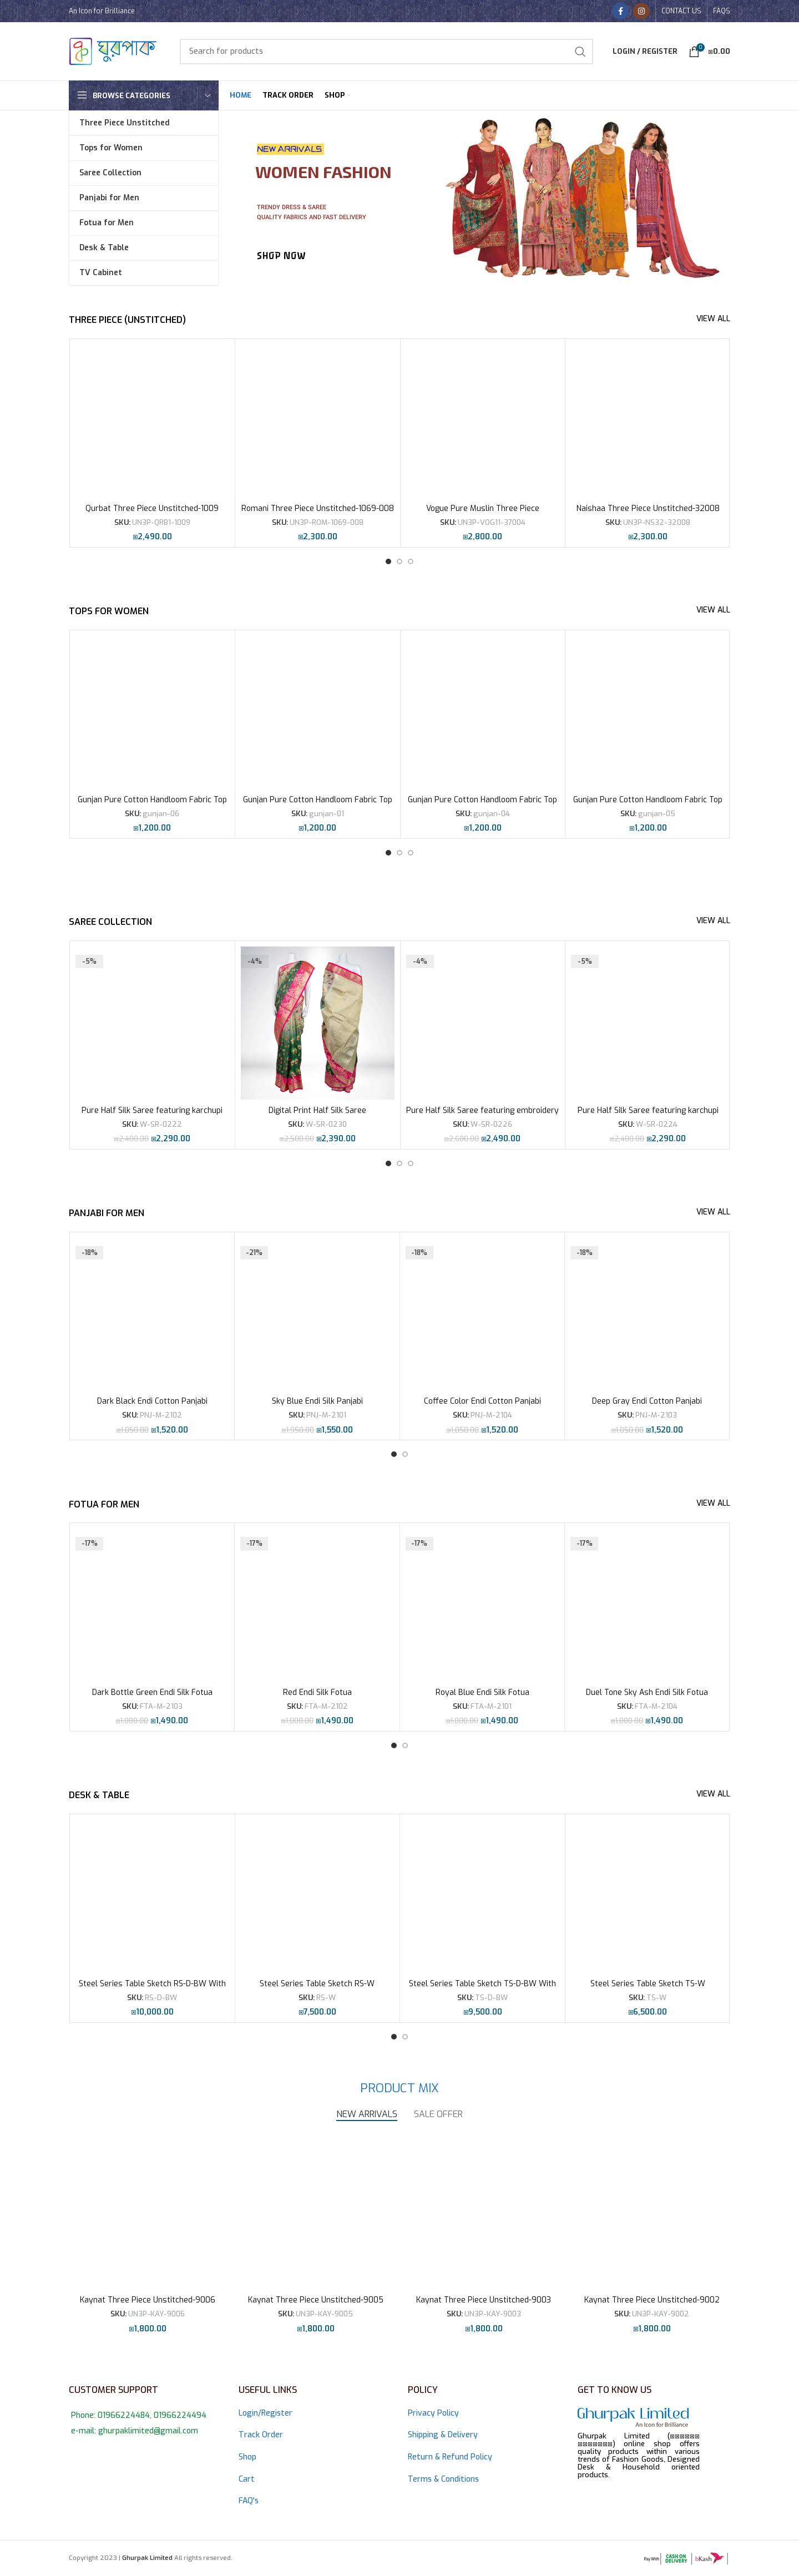 An Icon for Brilliance
CONTACT US
FAQS
ঘুরপাক
Search for products
LOGIN / REGISTER
0
0.00
BROWSE CATEGORIES
HOME
TRACK ORDER
SHOP
Three Piece Unstitched
Tops for Women
Saree Collection
Panjabi for Men
Fotua for Men
Desk & Table
TV Cabinet
NEW ARRIVALS
WOMEN FASHION
TRENDY DRESS & SAREE
QUALITY FABRICS AND FAST DELIVERY
SHOP NOW
THREE PIECE (UNSTITCHED)
VIEW ALL
Qurbat Three Piece Unstitched-1009
SKU: UN3P-QRB1-1009
2,490.00
Romani Three Piece Unstitched-1069-008
SKU: UN3P-ROM-1069-008
2,300.00
Vogue Pure Muslin Three Piece
SKU: UN3P-VOG11-37004
2,800.00
Naishaa Three Piece Unstitched-32008
SKU: UN3P-NS32-32008
2,300.00
TOPS FOR WOMEN
VIEW ALL
Gunjan Pure Cotton Handloom Fabric Top
SKU: gunjan-06
1,200.00
Gunjan Pure Cotton Handloom Fabric Top
SKU: gunjan-01
1,200.00
Gunjan Pure Cotton Handloom Fabric Top
SKU: gunjan-04
1,200.00
Gunjan Pure Cotton Handloom Fabric Top
SKU: gunjan-05
1,200.00
SAREE COLLECTION
VIEW ALL
-5%
Pure Half Silk Saree featuring karchupi
SKU: W-SR-0222
2,400.00 2,290.00
-4%
Digital Print Half Silk Saree
SKU: W-SR-0230
2,500.00 2,390.00
-4%
Pure Half Silk Saree featuring embroidery
SKU: W-SR-0226
2,600.00 2,490.00
-5%
Pure Half Silk Saree featuring karchupi
SKU: W-SR-0224
2,400.00 2,290.00
PANJABI FOR MEN
VIEW ALL
-18%
Dark Black Endi Cotton Panjabi
SKU: PNJ-M-2102
1,850.00 1,520.00
-21%
Sky Blue Endi Silk Panjabi
SKU: PNJ-M-2101
1,950.00 1,550.00
-18%
Coffee Color Endi Cotton Panjabi
SKU: PNJ-M-2104
1,850.00 1,520.00
-18%
Deep Gray Endi Cotton Panjabi
SKU: PNJ-M-2103
1,850.00 1,520.00
FOTUA FOR MEN
VIEW ALL
-17%
Dark Bottle Green Endi Silk Fotua
SKU: FTA-M-2103
1,800.00 1,490.00
-17%
Red Endi Silk Fotua
SKU: FTA-M-2102
1,800.00 1,490.00
-17%
Royal Blue Endi Silk Fotua
SKU: FTA-M-2101
1,800.00 1,490.00
-17%
Duel Tone Sky Ash Endi Silk Fotua
SKU: FTA-M-2104
1,800.00 1,490.00
DESK & TABLE
VIEW ALL
Steel Series Table Sketch RS-D-BW With
SKU: RS-D-BW
10,000.00
Steel Series Table Sketch RS-W
SKU: RS-W
7,500.00
Steel Series Table Sketch TS-D-BW With
SKU: TS-D-BW
9,500.00
Steel Series Table Sketch TS-W
SKU: TS-W
6,500.00
PRODUCT MIX
NEW ARRIVALS
SALE OFFER
Kaynat Three Piece Unstitched-9006
SKU: UN3P-KAY-9006
1,800.00
Kaynat Three Piece Unstitched-9005
SKU: UN3P-KAY-9005
1,800.00
Kaynat Three Piece Unstitched-9003
SKU: UN3P-KAY-9003
1,800.00
Kaynat Three Piece Unstitched-9002
SKU: UN3P-KAY-9002
1,800.00
CUSTOMER SUPPORT
Phone: 01966224484, 01966224494
e-mail: ghurpaklimited@gmail.com
USEFUL LINKS
Login/Register
Track Order
Shop
Cart
FAQ's
POLICY
Privacy Policy
Shipping & Delivery
Return & Refund Policy
Terms & Conditions
GET TO KNOW US
Ghurpak Limited
An Icon for Brilliance
Ghurpak Limited (
) online shop offers
quality products within various
trends of Fashion Goods, Designed
Desk & Household oriented
products.
Copyright 2023 | Ghurpak Limited All rights reserved.
Pay With
CASH ON
DELIVERY
bKash